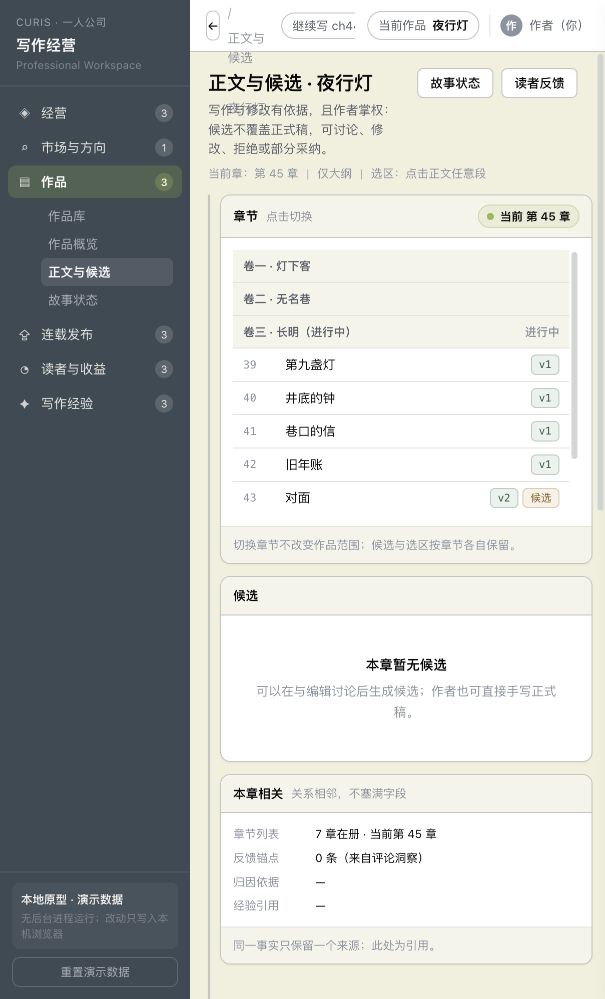 CURIS · 一人公司
写作经营
Professional Workspace
经营 3
市场与方向 1
作品 3
作品库
作品概览
正文与候选
故事状态
连载发布 3
读者与收益 3
写作经验 3
本地原型 · 演示数据
无后台进程运行；改动只写入本
机浏览器
重置演示数据
/
正文与
候选
继续写 ch4
当前作品 夜行灯
作 作者（你）
正文与候选 · 夜行灯
故事状态
读者反馈
写作与修改有依据，且作者掌权：
候选不覆盖正式稿，可讨论、修
改、拒绝或部分采纳。
当前章：第 45 章 | 仅大纲 | 选区：点击正文任意段
章节 点击切换
当前 第 45 章
卷一 · 灯下客
卷二 · 无名巷
卷三 · 长明（进行中） 进行中
39 第九盏灯 v1
40 井底的钟 v1
41 巷口的信 v1
42 旧年账 v1
43 对面 v2 候选
切换章节不改变作品范围；候选与选区按章节各自保留。
候选
本章暂无候选
可以在与编辑讨论后生成候选；作者也可直接手写正式
稿。
本章相关 关系相邻，不塞满字段
章节列表 7 章在册 · 当前第 45 章
反馈锚点 0 条（来自评论洞察）
归因依据 —
经验引用 —
同一事实只保留一个来源；此处为引用。